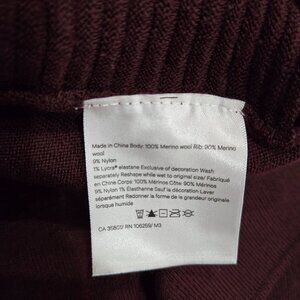 Made in China Body: 100% Merino wool Rib: 90% Merino
wool
9% Nylon
1% Lycra® elastane Exclusive of decoration Wash
separately Reshape while wet to original size/ Fabriqué
en Chine Corps: 100% Mérinos Côte: 90% Mérinos
9% Nylon 1% Élasthanne Sauf la décoration Laver
séparément Redonner la forme de la grandeur originale
lorsque humide
CA 35802/ RN 106259/ M3